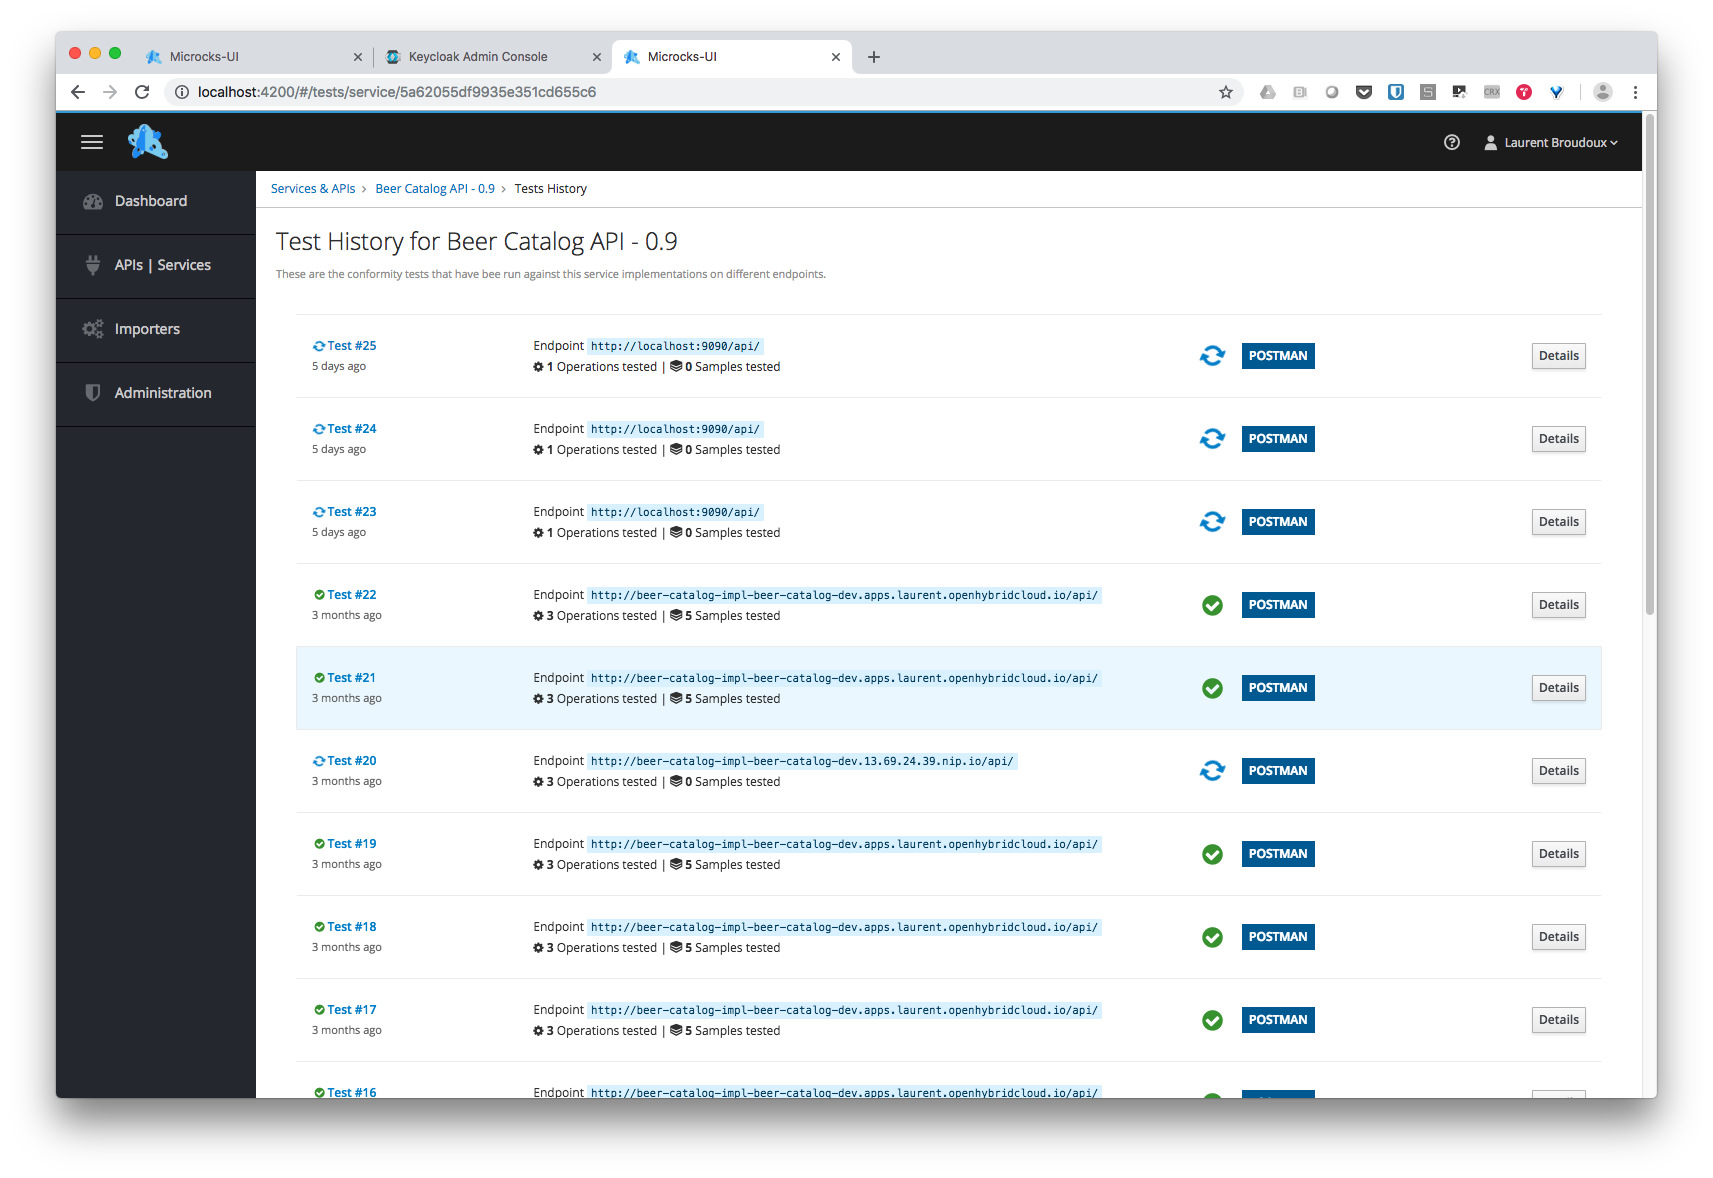 Microcks-UI
Keycloak Admin Console
Microcks-UI
localhost:4200/#/tests/service/5a62055df9935e351cd655c6
Laurent Broudoux
Dashboard
APIs | Services
Importers
Administration
Services & APIs > Beer Catalog API - 0.9 > Tests History
Test History for Beer Catalog API - 0.9
These are the conformity tests that have bee run against this service implementations on different endpoints.
Test #25
5 days ago
Endpoint http://localhost:9090/api/
1 Operations tested | 0 Samples tested
POSTMAN
Details
Test #24
5 days ago
Endpoint http://localhost:9090/api/
1 Operations tested | 0 Samples tested
POSTMAN
Details
Test #23
5 days ago
Endpoint http://localhost:9090/api/
1 Operations tested | 0 Samples tested
POSTMAN
Details
Test #22
3 months ago
Endpoint http://beer-catalog-impl-beer-catalog-dev.apps.laurent.openhybridcloud.io/api/
3 Operations tested | 5 Samples tested
POSTMAN
Details
Test #21
3 months ago
Endpoint http://beer-catalog-impl-beer-catalog-dev.apps.laurent.openhybridcloud.io/api/
3 Operations tested | 5 Samples tested
POSTMAN
Details
Test #20
3 months ago
Endpoint http://beer-catalog-impl-beer-catalog-dev.13.69.24.39.nip.io/api/
3 Operations tested | 0 Samples tested
POSTMAN
Details
Test #19
3 months ago
Endpoint http://beer-catalog-impl-beer-catalog-dev.apps.laurent.openhybridcloud.io/api/
3 Operations tested | 5 Samples tested
POSTMAN
Details
Test #18
3 months ago
Endpoint http://beer-catalog-impl-beer-catalog-dev.apps.laurent.openhybridcloud.io/api/
3 Operations tested | 5 Samples tested
POSTMAN
Details
Test #17
3 months ago
Endpoint http://beer-catalog-impl-beer-catalog-dev.apps.laurent.openhybridcloud.io/api/
3 Operations tested | 5 Samples tested
POSTMAN
Details
Test #16
Endpoint http://beer-catalog-impl-beer-catalog-dev.apps.laurent.openhybridcloud.io/api/